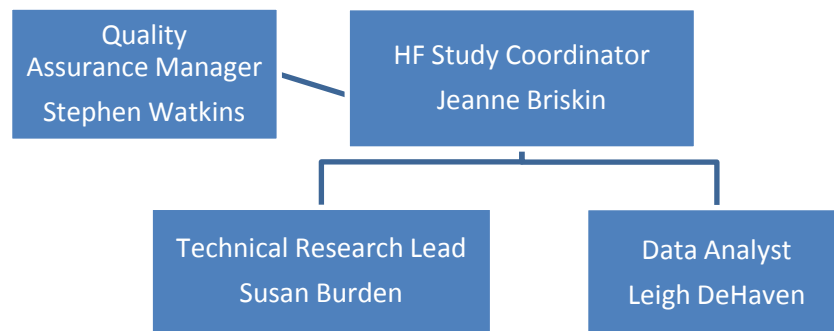 Quality
Assurance Manager
Stephen Watkins
HF Study Coordinator
Jeanne Briskin
Technical Research Lead
Susan Burden
Data Analyst
Leigh DeHaven